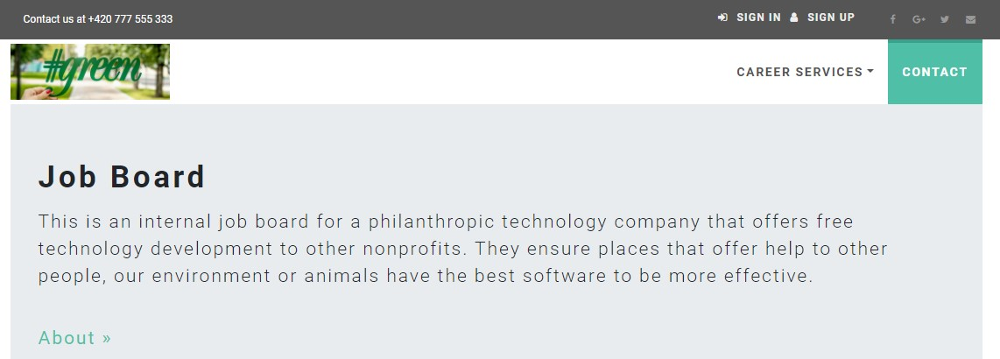 Contact us at +420 777 555 333
SIGN IN SIGN UP
#green
CAREER SERVICES
CONTACT
Job Board
This is an internal job board for a philanthropic technology company that offers free
technology development to other nonprofits. They ensure places that offer help to other
people, our environment or animals have the best software to be more effective.
About »